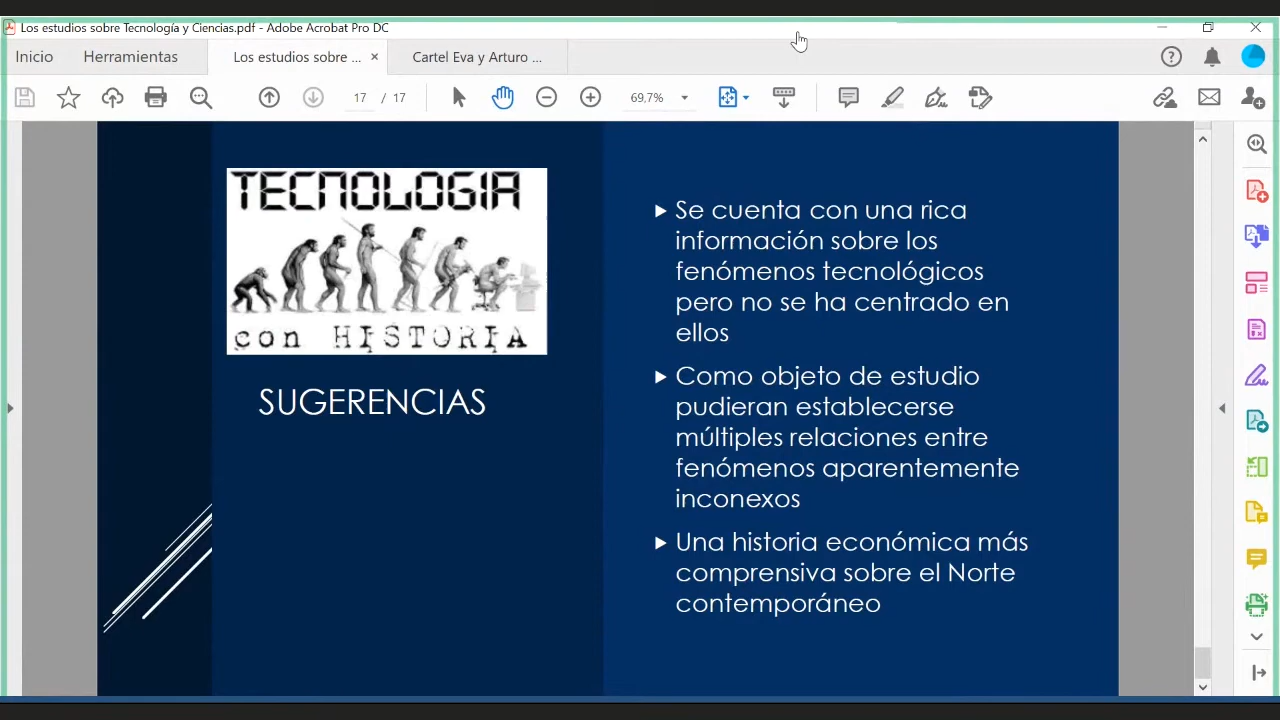 Los estudios sobre Tecnología y Ciencias.pdf - Adobe Acrobat Pro DC
Inicio
Herramientas
Los estudios sobre ...
Cartel Eva y Arturo ...
17 / 17
69,7%
TECNOLOGIA
con HISTORIA
SUGERENCIAS
Se cuenta con una rica
información sobre los
fenómenos tecnológicos
pero no se ha centrado en
ellos
Como objeto de estudio
pudieran establecerse
múltiples relaciones entre
fenómenos aparentemente
inconexos
Una historia económica más
comprensiva sobre el Norte
contemporáneo